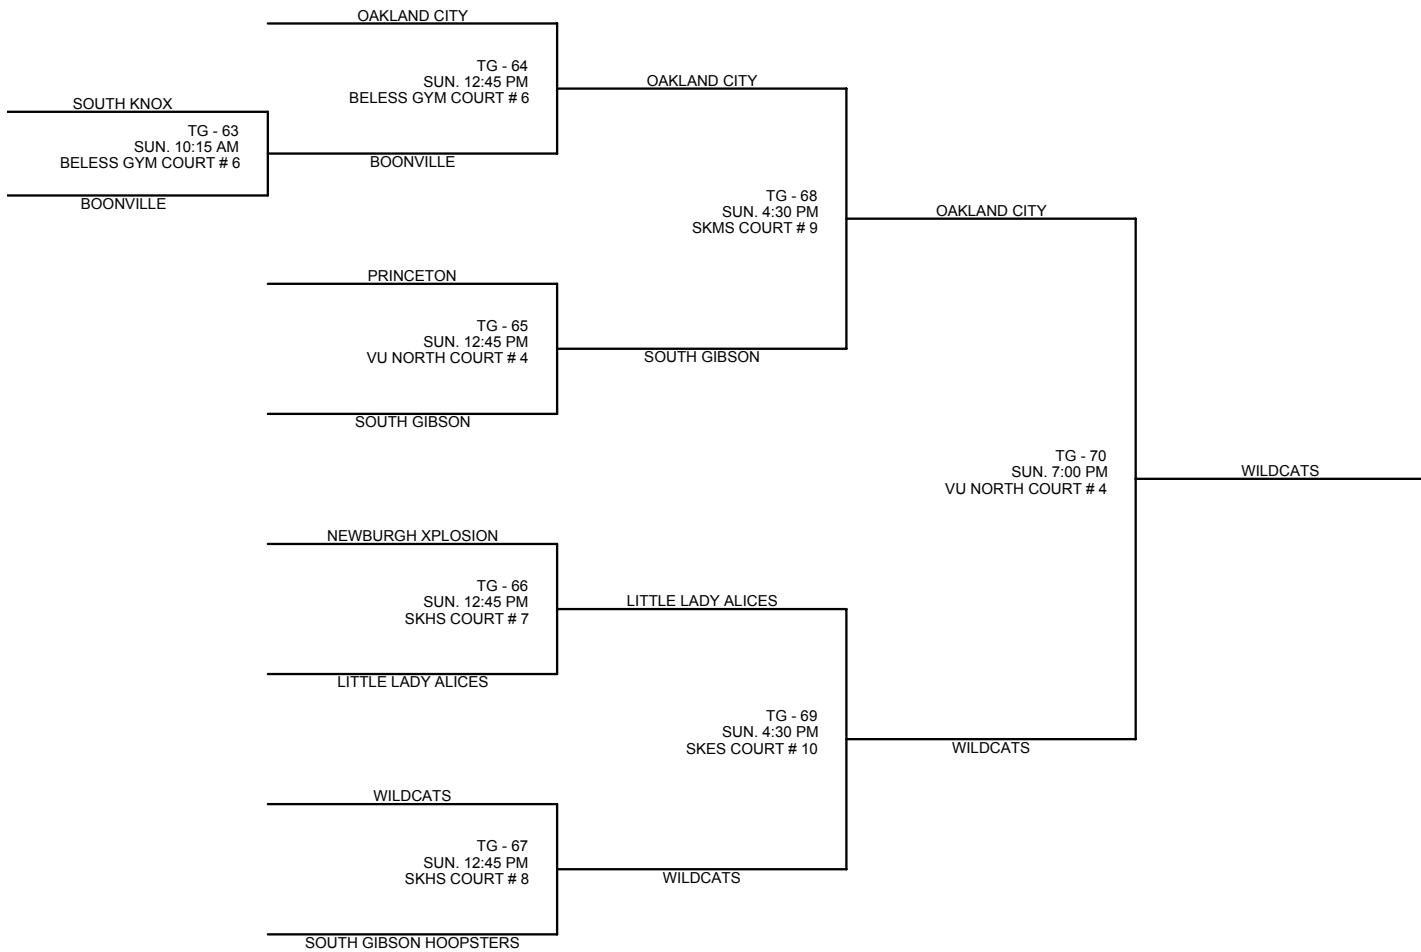 OAKLAND CITY
TG - 64
SUN. 12:45 PM
BELESS GYM COURT # 6
OAKLAND CITY
SOUTH KNOX
TG - 63
SUN. 10:15 AM
BELESS GYM COURT # 6
BOONVILLE
BOONVILLE
TG - 68
SUN. 4:30 PM
SKMS COURT # 9
OAKLAND CITY
PRINCETON
TG - 65
SUN. 12:45 PM
VU NORTH COURT # 4
SOUTH GIBSON
SOUTH GIBSON
TG - 70
SUN. 7:00 PM
VU NORTH COURT # 4
WILDCATS
NEWBURGH XPLOSION
TG - 66
SUN. 12:45 PM
SKHS COURT # 7
LITTLE LADY ALICES
LITTLE LADY ALICES
TG - 69
SUN. 4:30 PM
SKES COURT # 10
WILDCATS
WILDCATS
TG - 67
SUN. 12:45 PM
SKHS COURT # 8
WILDCATS
SOUTH GIBSON HOOPSTERS